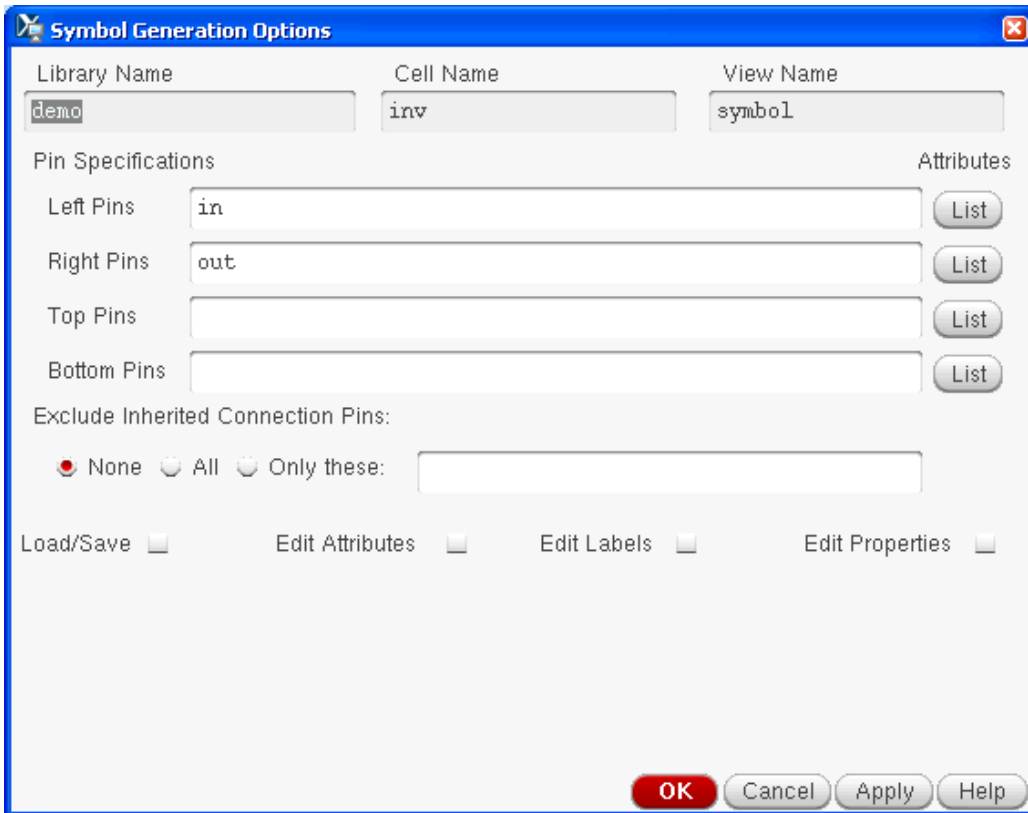 Symbol Generation Options
Library Name Cell Name View Name
demo inv symbol
Pin Specifications Attributes
Left Pins in List
Right Pins out List
Top Pins List
Bottom Pins List
Exclude Inherited Connection Pins:
None All Only these:
Load/Save Edit Attributes Edit Labels Edit Properties
OK Cancel Apply Help